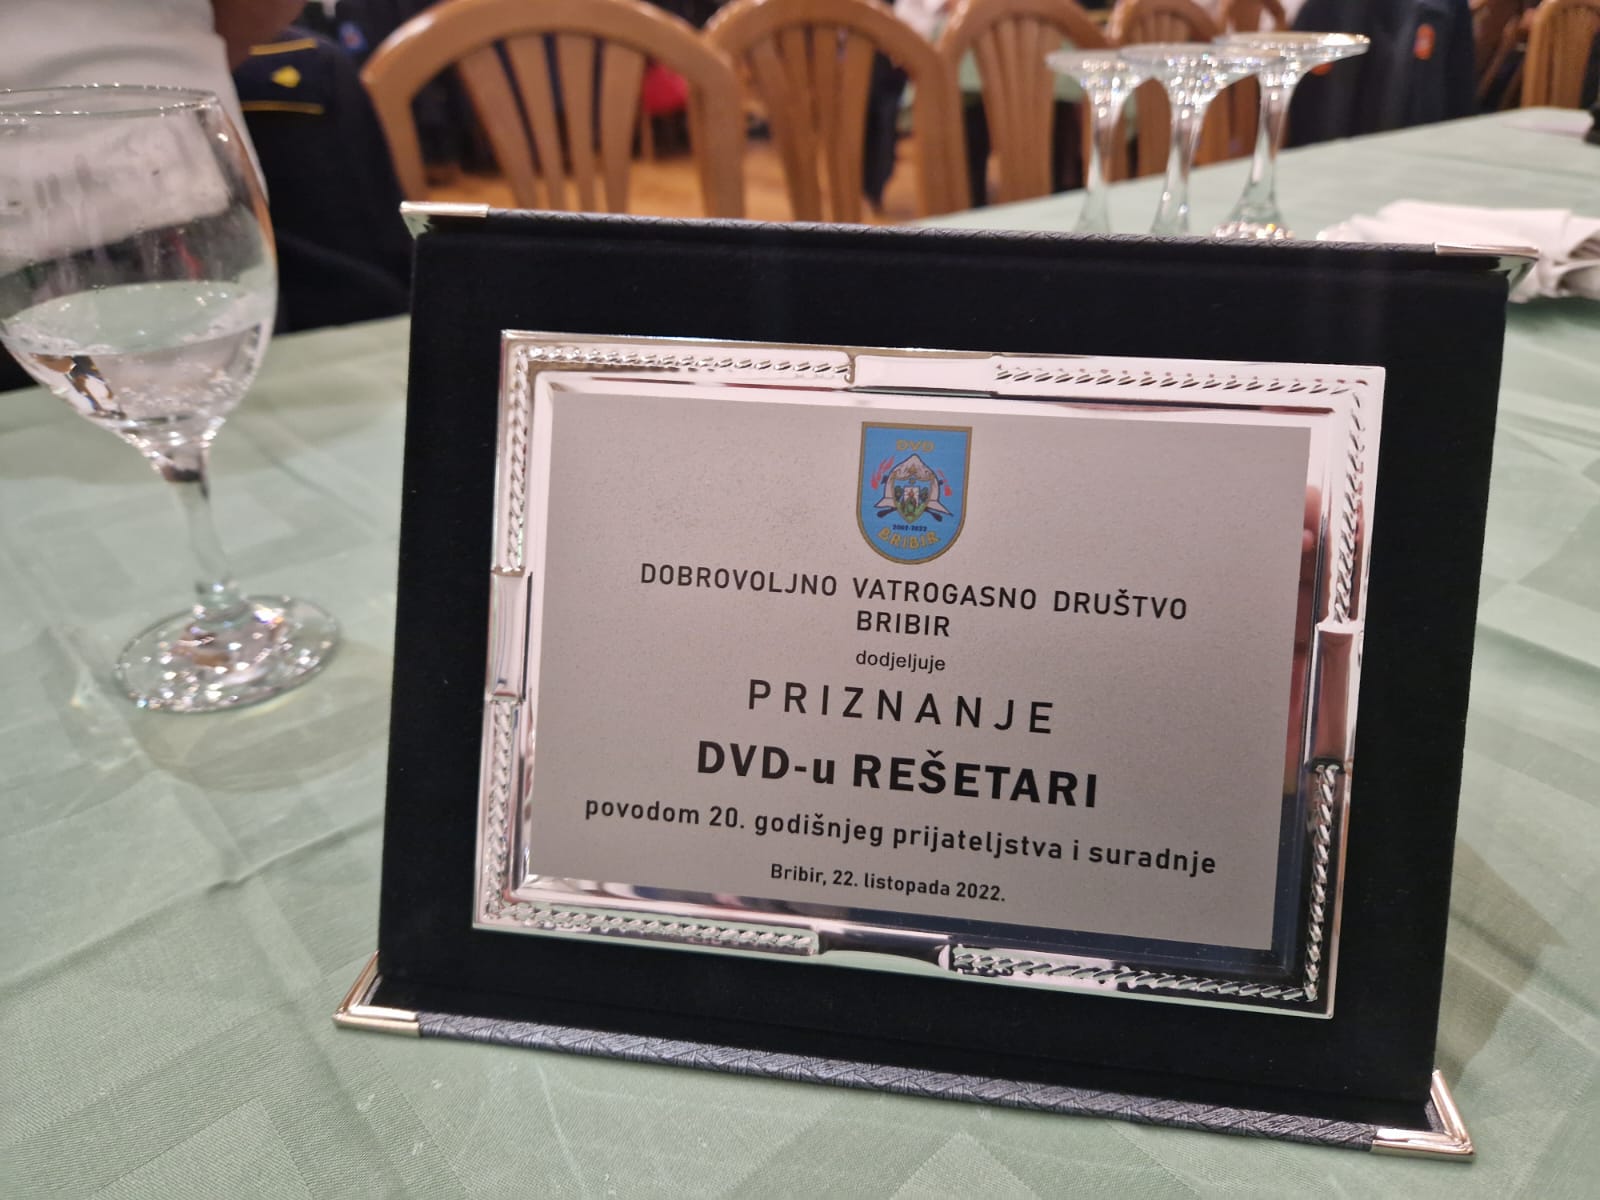 DVD
2002-2022
BRIBIR
DOBROVOLJNO VATROGASNO DRUŠTVO
BRIBIR
dodjeljuje
PRIZNANJE
DVD-u REŠETARI
povodom 20. godišnjeg prijateljstva i suradnje
Bribir, 22. listopada 2022.